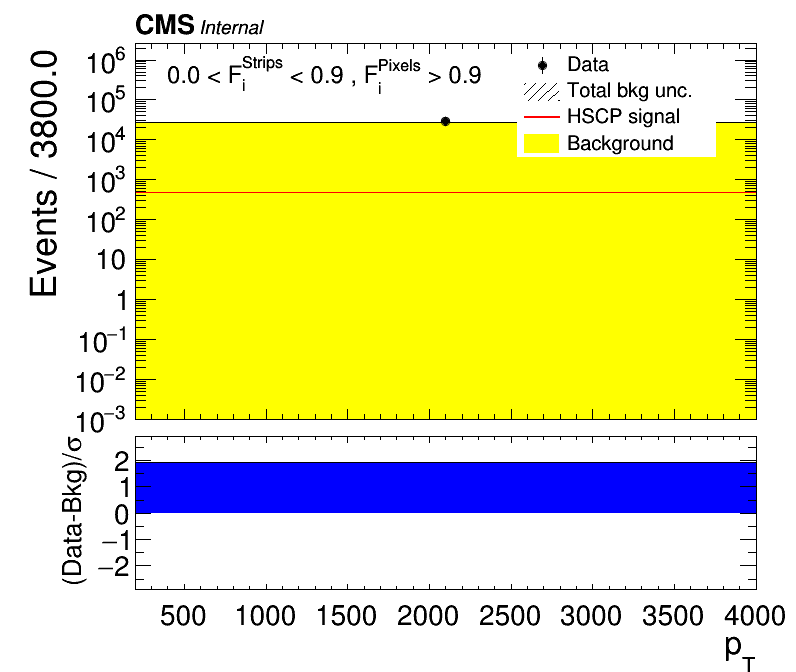 CMS Internal
0.0 < F_i^Strips < 0.9 , F_i^Pixels > 0.9
Data
Total bkg unc.
HSCP signal
Background
Events / 3800.0
10^6
10^5
10^4
10^3
10^2
10
1
10^−1
10^−2
10^−3
(Data-Bkg)/σ
2
1
0
−1
−2
500 1000 1500 2000 2500 3000 3500 4000
p_T